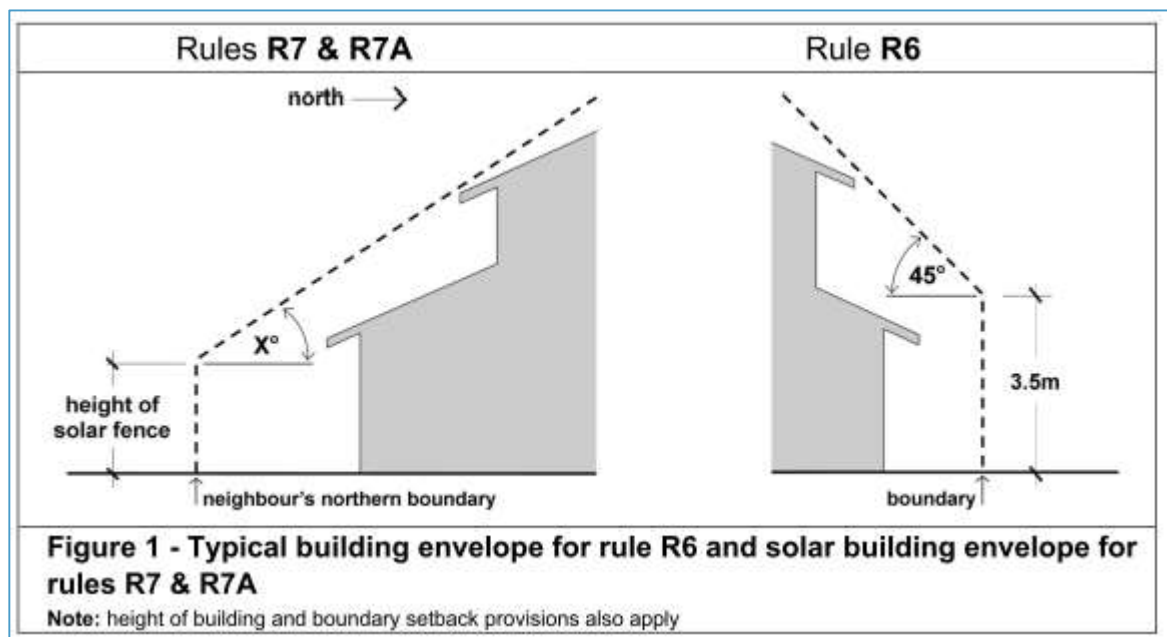 Rules R7 & R7A
Rule R6
north
X°
height of
solar fence
neighbour's northern boundary
45°
3.5m
boundary
Figure 1 - Typical building envelope for rule R6 and solar building envelope for
rules R7 & R7A
Note: height of building and boundary setback provisions also apply